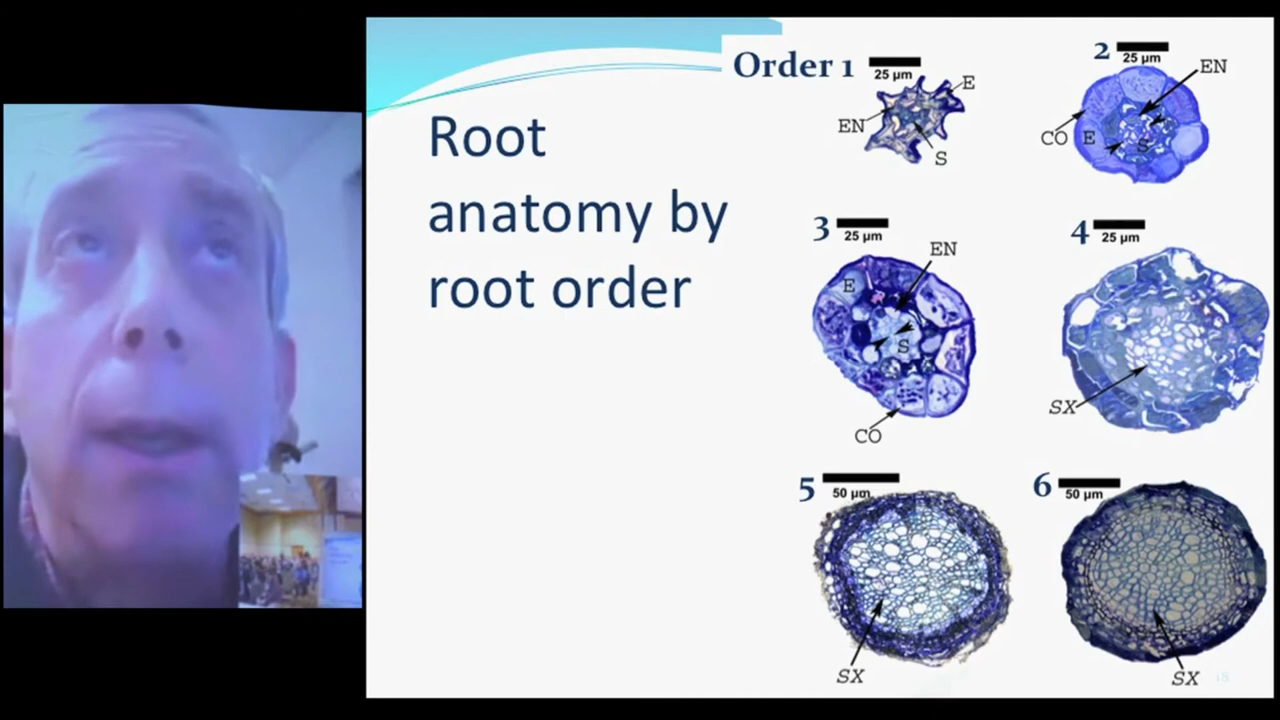 Root
anatomy by
root order
Order 1
25 µm
E
EN
S
2
25 µm
EN
CO
E
S
3
25 µm
EN
E
S
CO
4
25 µm
SX
5
50 µm
SX
6
50 µm
SX
18